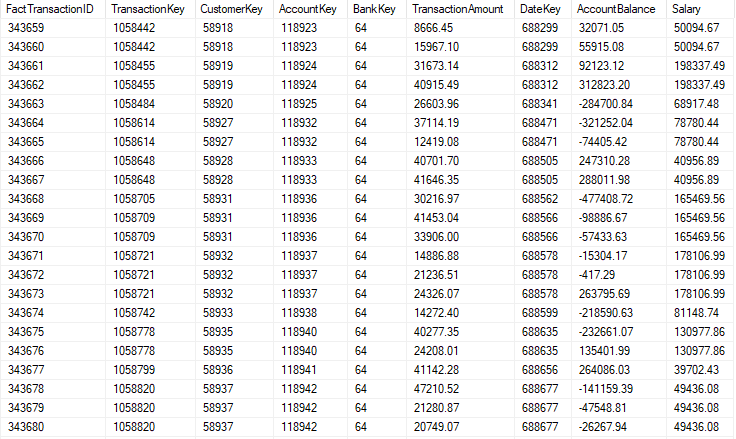 FactTransactionID TransactionKey CustomerKey AccountKey BankKey TransactionAmount DateKey AccountBalance Salary
343659 1058442 58918 118923 64 8666.45 688299 32071.05 50094.67
343660 1058442 58918 118923 64 15967.10 688299 55915.08 50094.67
343661 1058455 58919 118924 64 31673.14 688312 92123.12 198337.49
343662 1058455 58919 118924 64 40915.49 688312 312823.20 198337.49
343663 1058484 58920 118925 64 26603.96 688341 -284700.84 68917.48
343664 1058614 58927 118932 64 37114.19 688471 -321252.04 78780.44
343665 1058614 58927 118932 64 12419.08 688471 -74405.42 78780.44
343666 1058648 58928 118933 64 40701.70 688505 247310.28 40956.89
343667 1058648 58928 118933 64 41646.35 688505 288011.98 40956.89
343668 1058705 58931 118936 64 30216.97 688562 -477408.72 165469.56
343669 1058709 58931 118936 64 41453.04 688566 -98886.67 165469.56
343670 1058709 58931 118936 64 33906.00 688566 -57433.63 165469.56
343671 1058721 58932 118937 64 14886.88 688578 -15304.17 178106.99
343672 1058721 58932 118937 64 21236.51 688578 -417.29 178106.99
343673 1058721 58932 118937 64 24326.07 688578 263795.69 178106.99
343674 1058742 58933 118938 64 14272.40 688599 -218590.63 81148.74
343675 1058778 58935 118940 64 40277.35 688635 -232661.07 130977.86
343676 1058778 58935 118940 64 24208.01 688635 135401.99 130977.86
343677 1058799 58936 118941 64 41142.28 688656 264086.03 39702.43
343678 1058820 58937 118942 64 47210.52 688677 -141159.39 49436.08
343679 1058820 58937 118942 64 21280.87 688677 -47548.81 49436.08
343680 1058820 58937 118942 64 20749.07 688677 -26267.94 49436.08